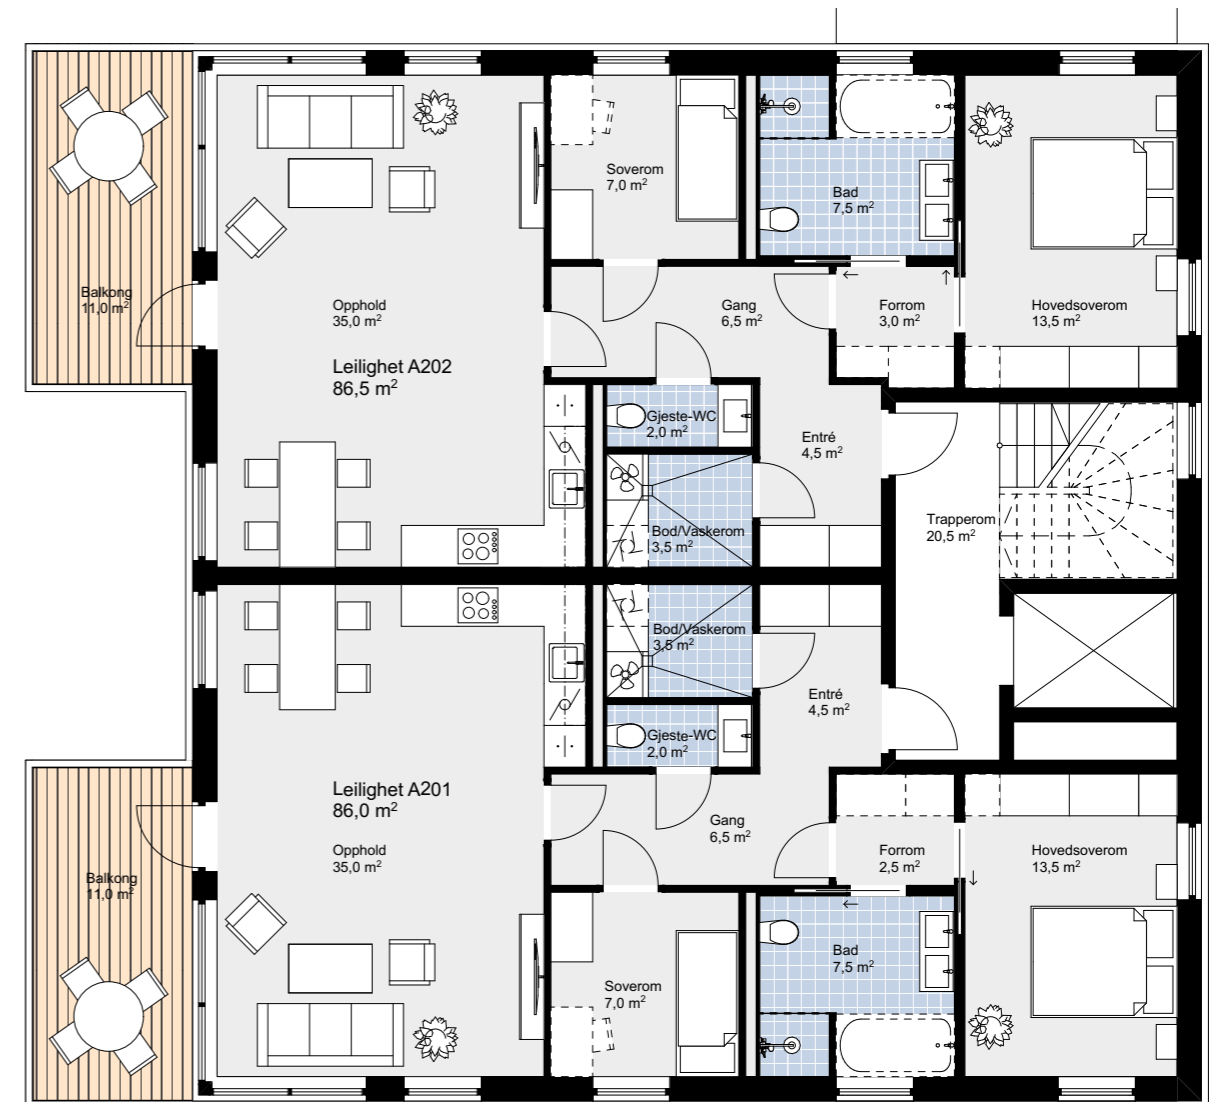 Soverom
7,0 m²
Bad
7,5 m²
Balkong
11,0 m²
Opphold
35,0 m²
Gang
6,5 m²
Forrom
3,0 m²
Hovedsoverom
13,5 m²
Leilighet A202
86,5 m²
Gjeste-WC
2,0 m²
Entré
4,5 m²
Bod/Vaskerom
3,5 m²
Trapperom
20,5 m²
Bod/Vaskerom
3,5 m²
Entré
4,5 m²
Gjeste-WC
2,0 m²
Leilighet A201
86,0 m²
Gang
6,5 m²
Opphold
35,0 m²
Forrom
2,5 m²
Hovedsoverom
13,5 m²
Balkong
11,0 m²
Bad
7,5 m²
Soverom
7,0 m²